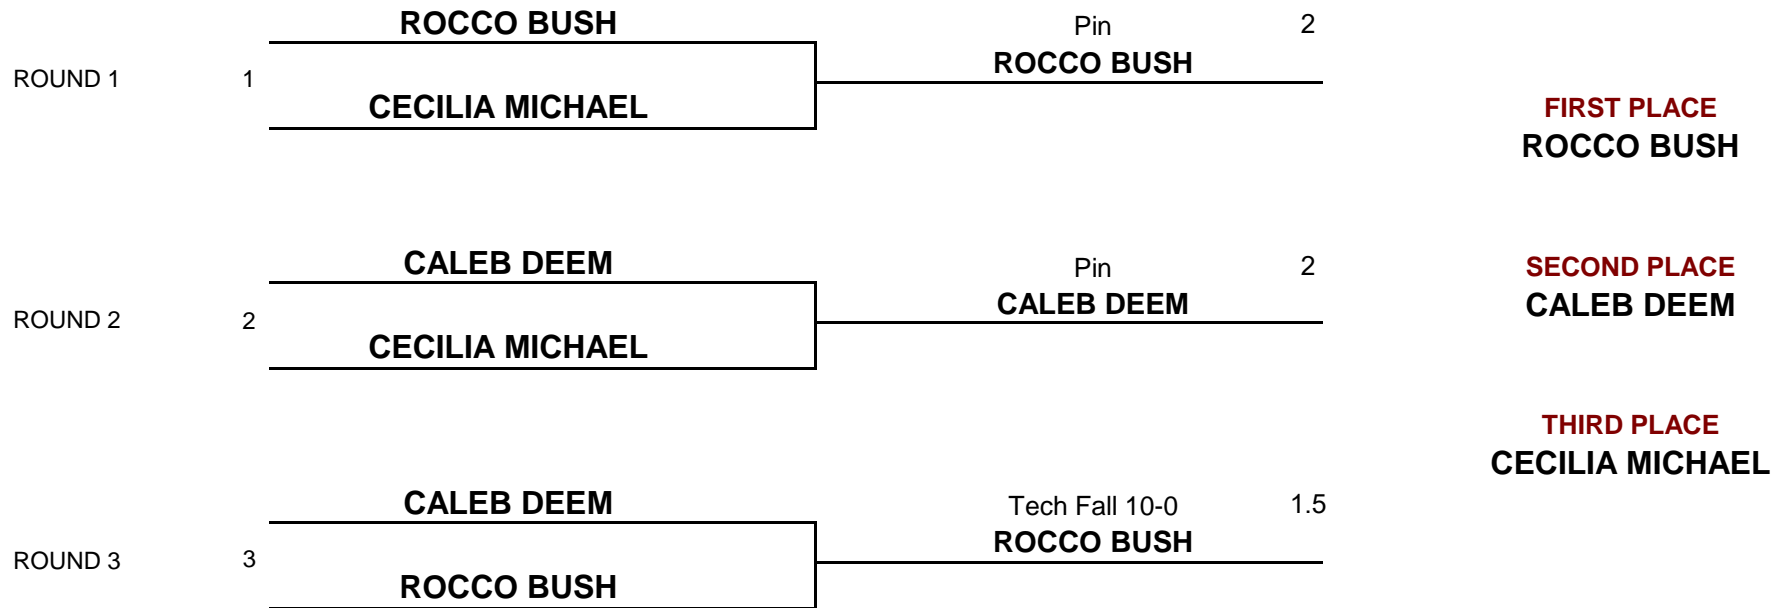 ROCCO BUSH
Pin 2
ROCCO BUSH
ROUND 1 1
CECILIA MICHAEL
FIRST PLACE
ROCCO BUSH
CALEB DEEM
Pin 2
SECOND PLACE
CALEB DEEM
CALEB DEEM
ROUND 2 2
CECILIA MICHAEL
THIRD PLACE
CECILIA MICHAEL
CALEB DEEM
Tech Fall 10-0 1.5
ROCCO BUSH
ROUND 3 3
ROCCO BUSH